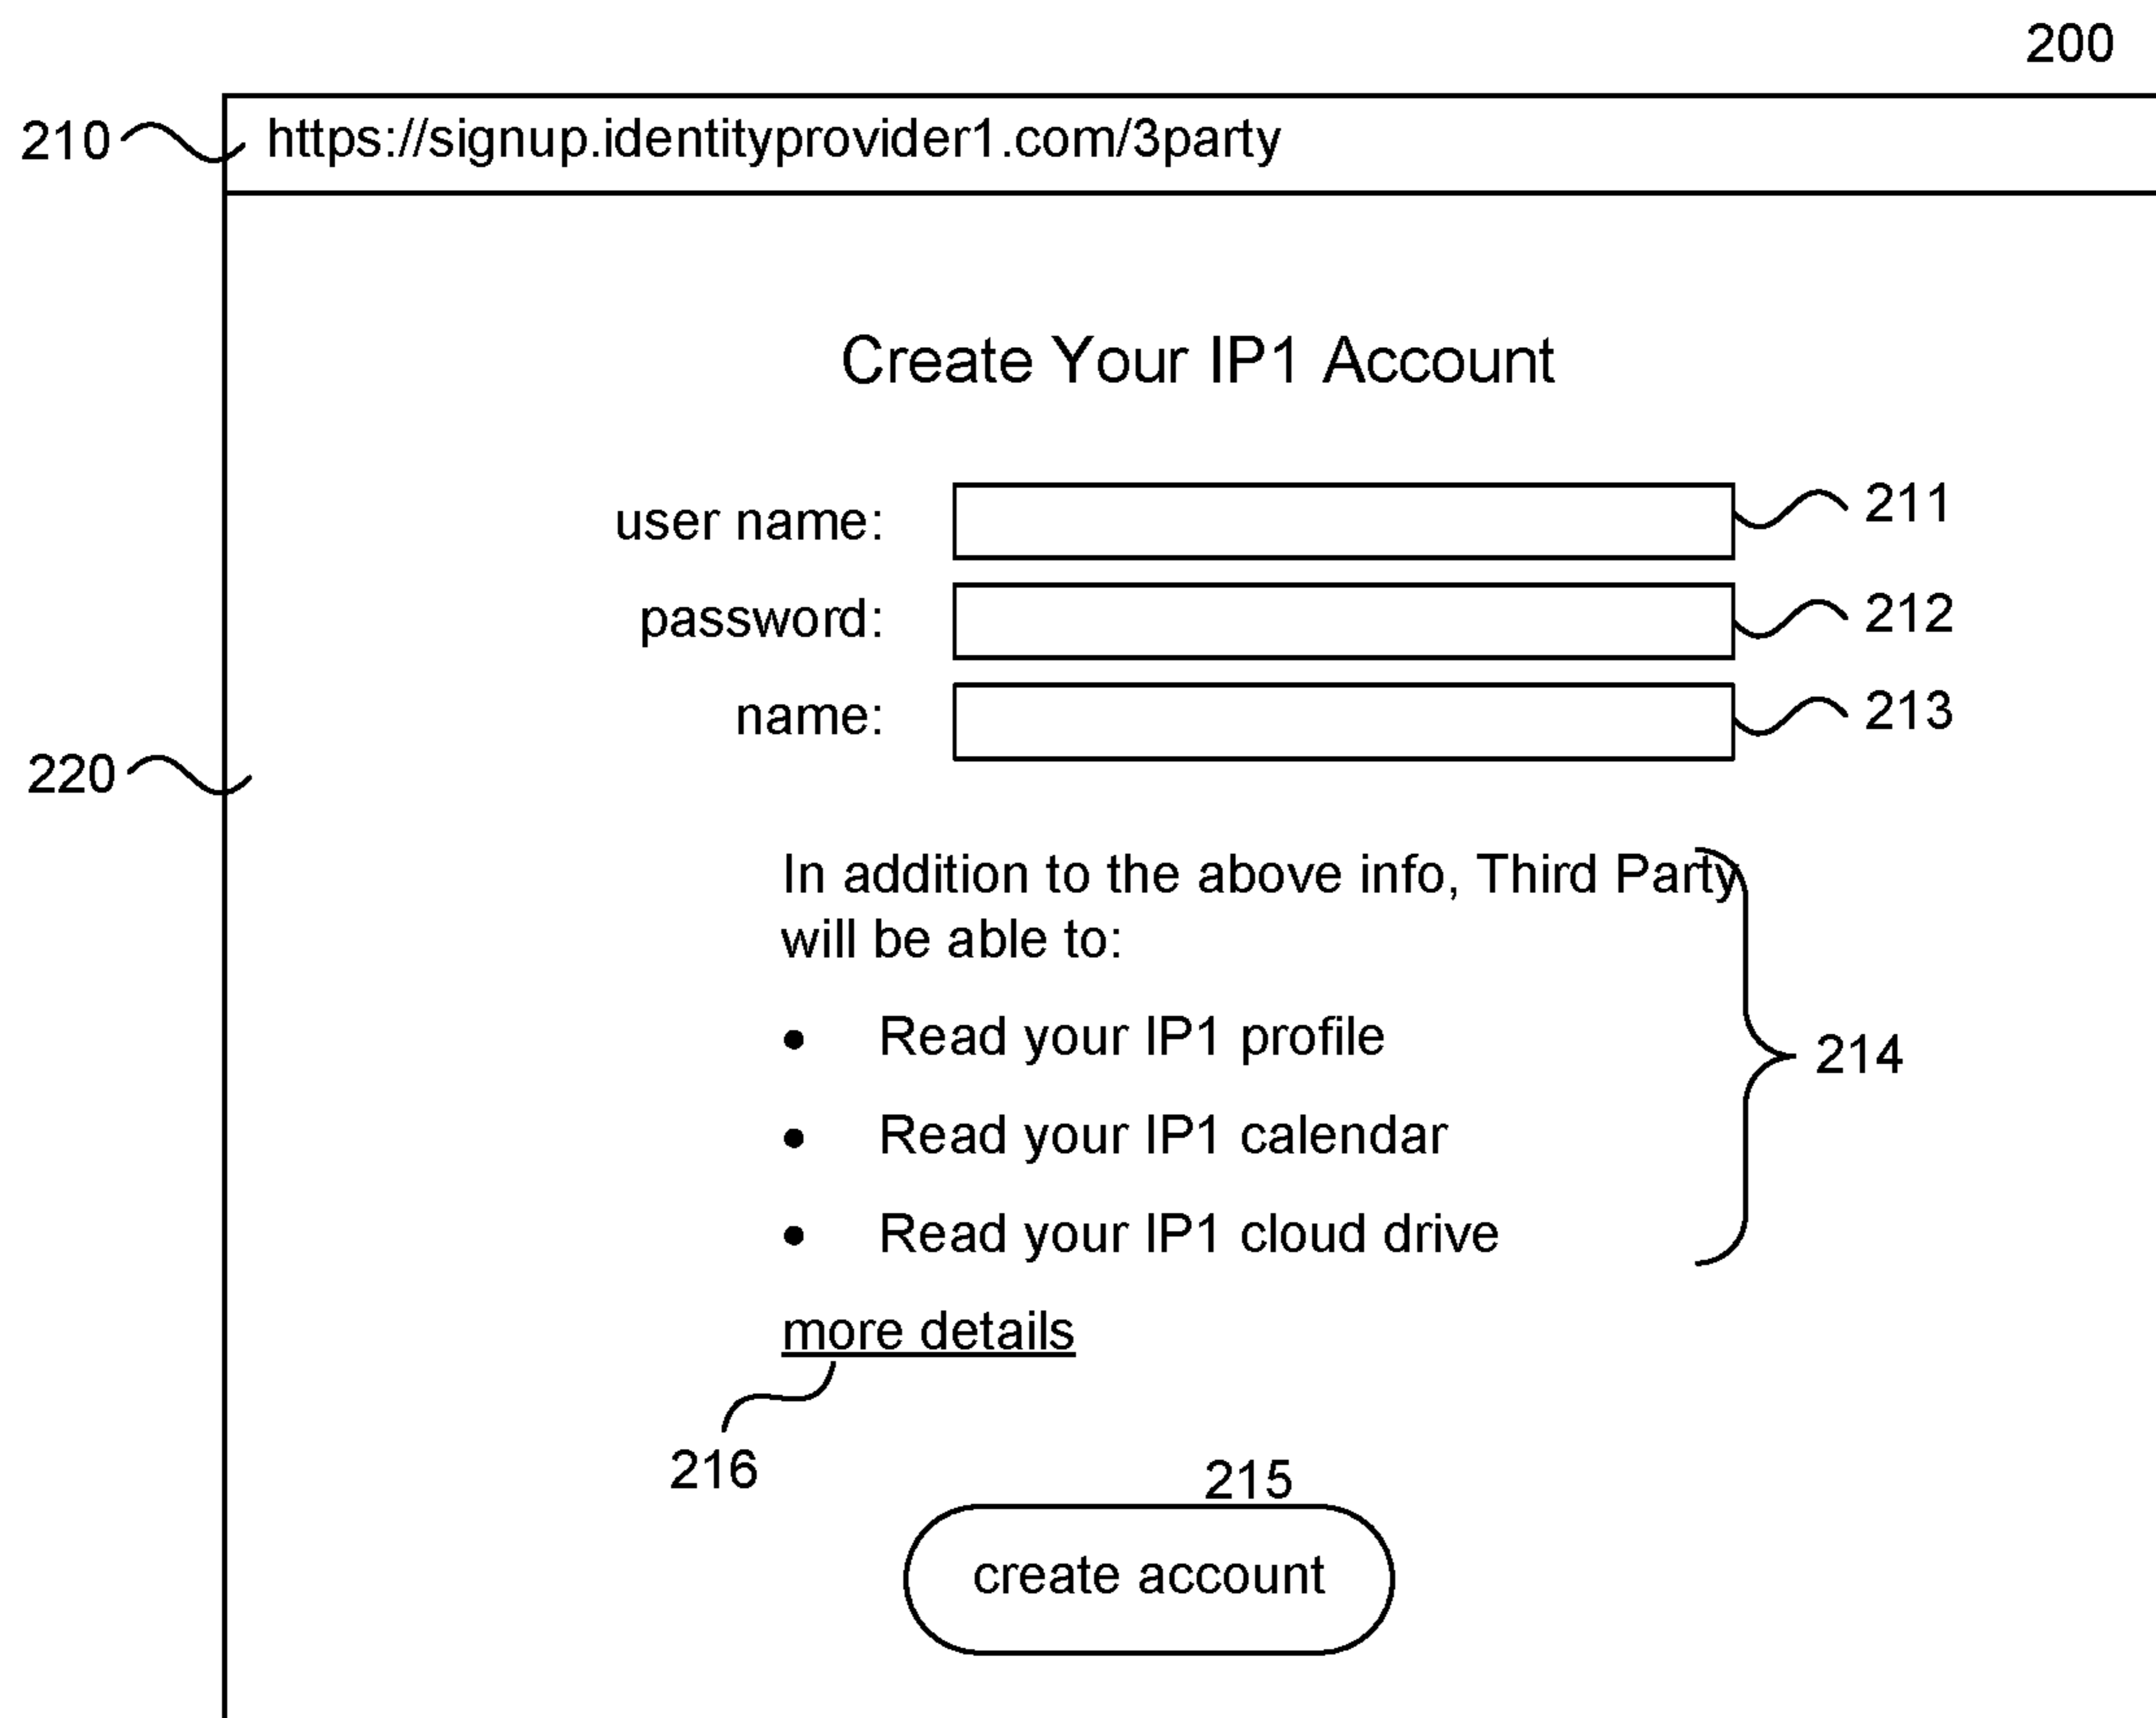 200
210 https://signup.identityprovider1.com/3party
Create Your IP1 Account
user name: 211
password: 212
name: 213
220
In addition to the above info, Third Party
will be able to:
• Read your IP1 profile
214
• Read your IP1 calendar
• Read your IP1 cloud drive
more details
216
215
create account